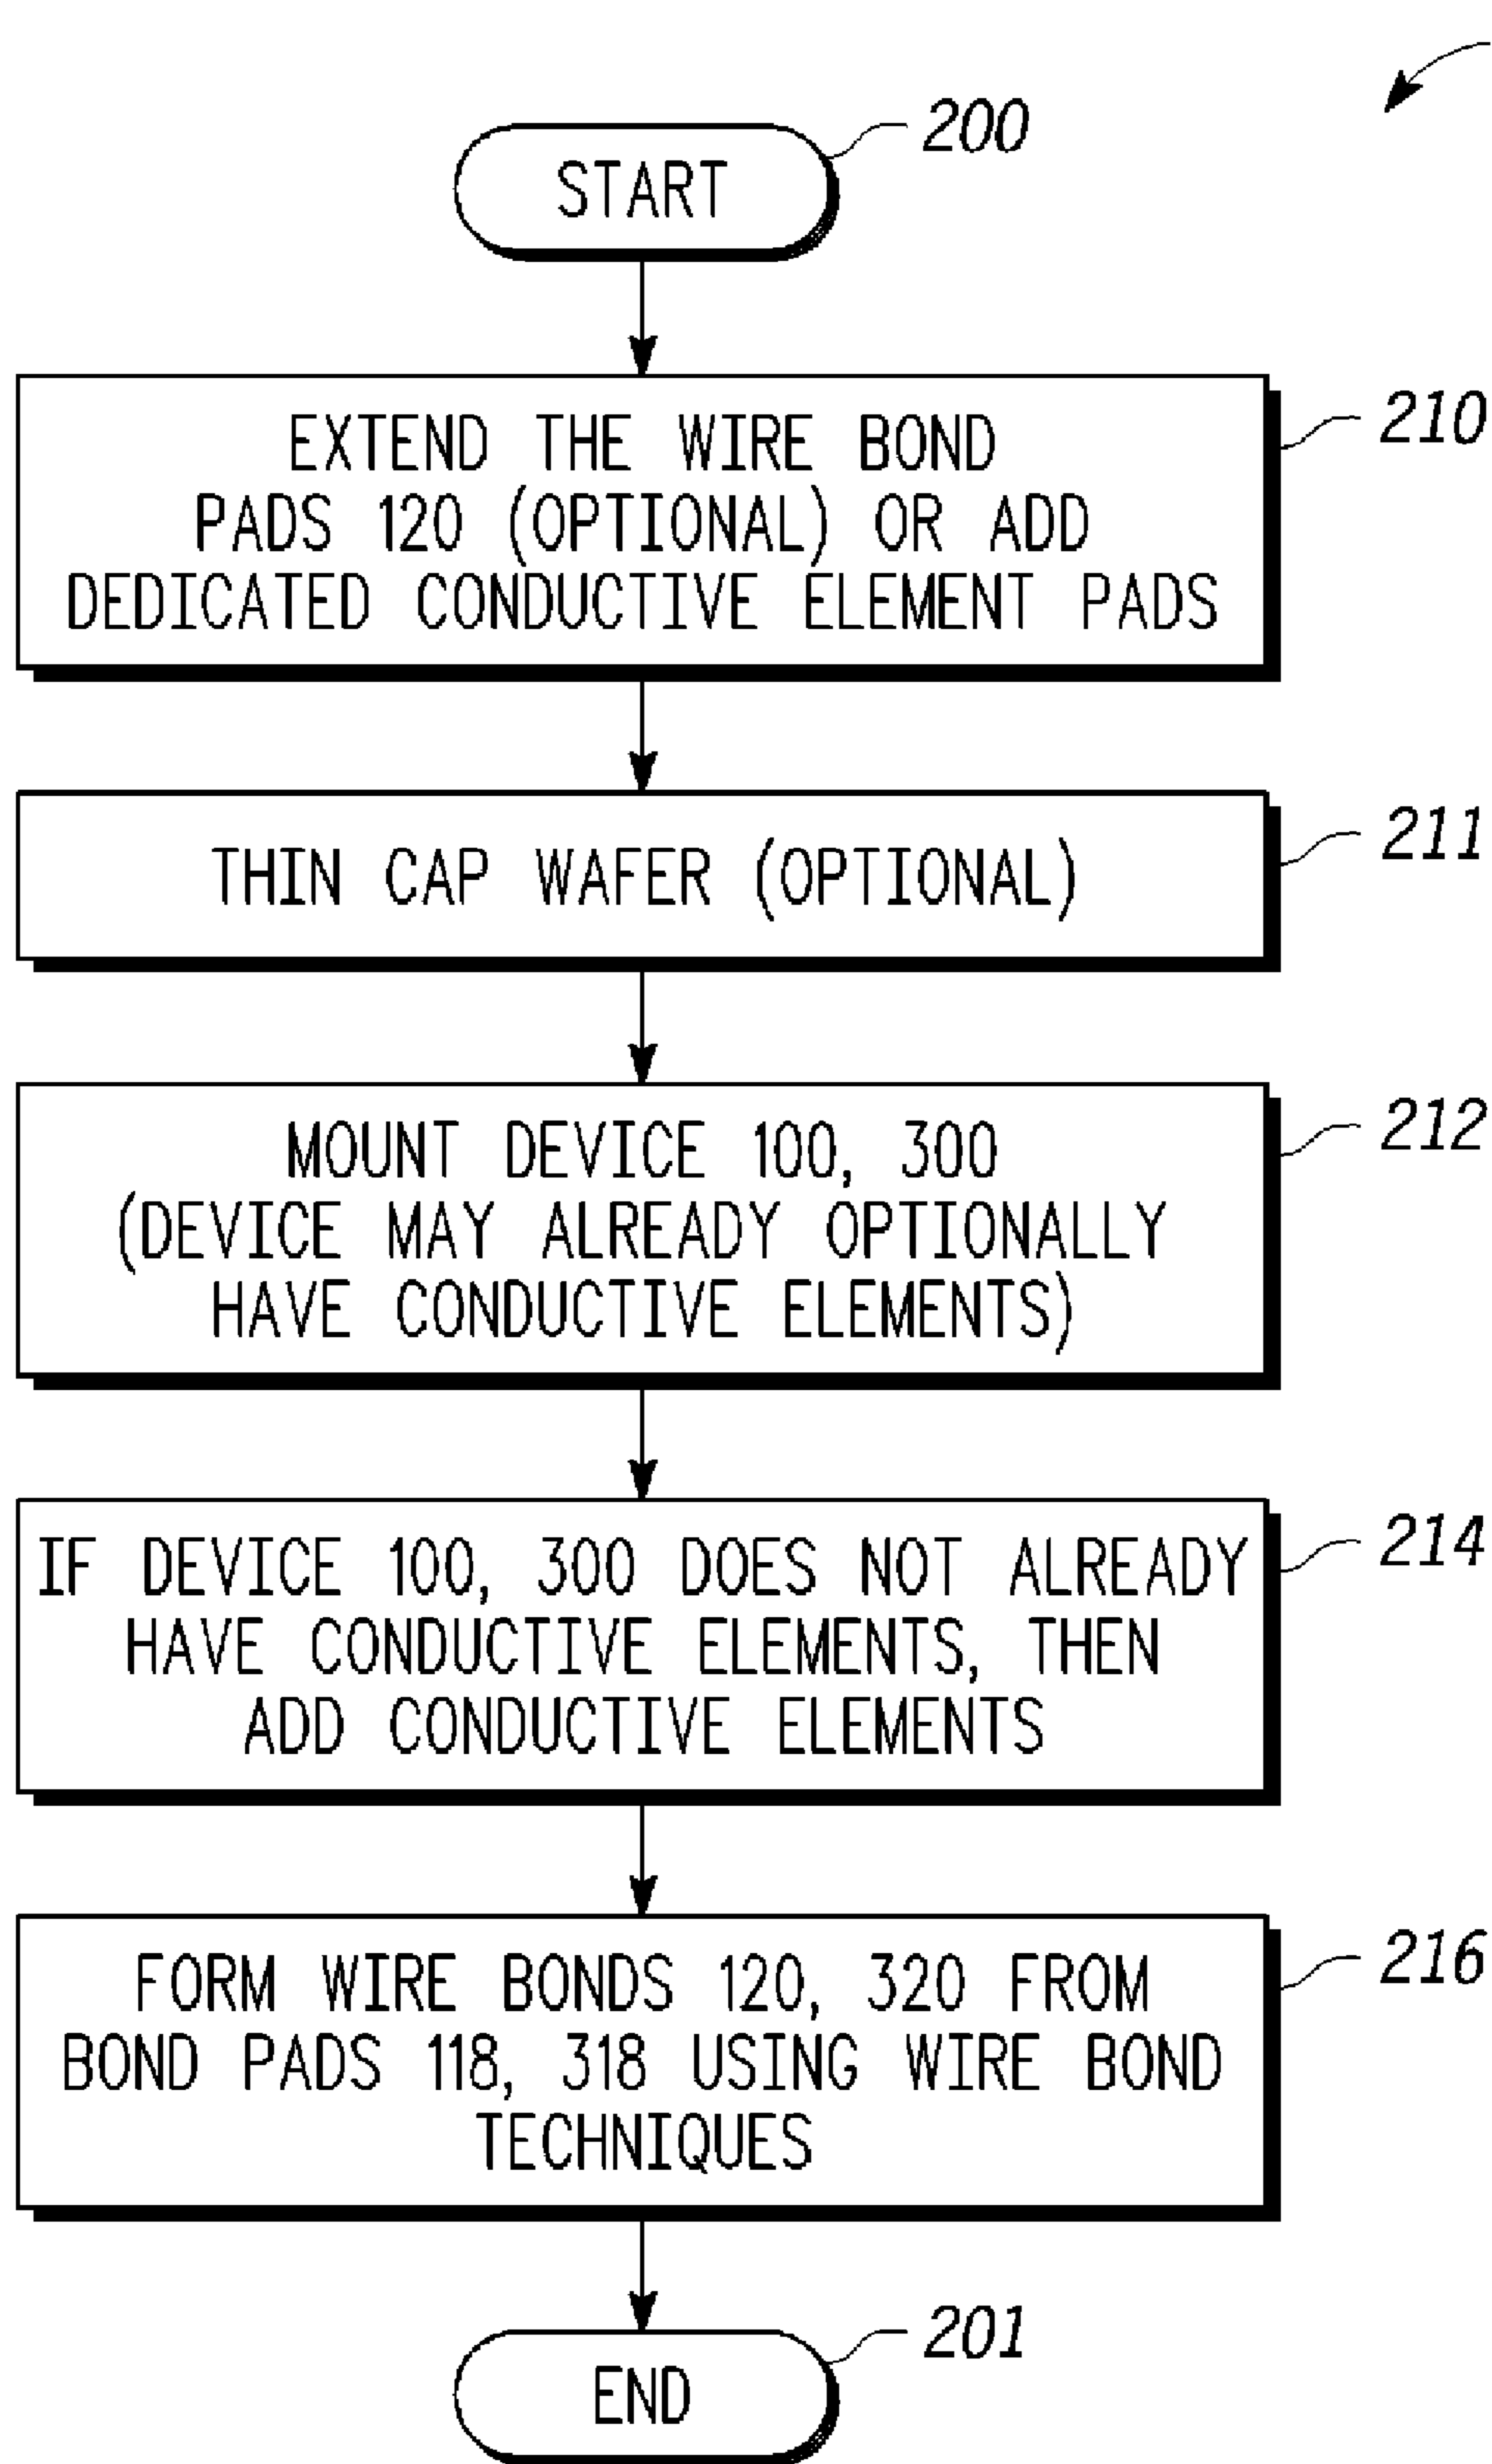 200
START
210
EXTEND THE WIRE BOND
PADS 120 (OPTIONAL) OR ADD
DEDICATED CONDUCTIVE ELEMENT PADS
211
THIN CAP WAFER (OPTIONAL)
212
MOUNT DEVICE 100, 300
(DEVICE MAY ALREADY OPTIONALLY
HAVE CONDUCTIVE ELEMENTS)
214
IF DEVICE 100, 300 DOES NOT ALREADY
HAVE CONDUCTIVE ELEMENTS, THEN
ADD CONDUCTIVE ELEMENTS
216
FORM WIRE BONDS 120, 320 FROM
BOND PADS 118, 318 USING WIRE BOND
TECHNIQUES
201
END